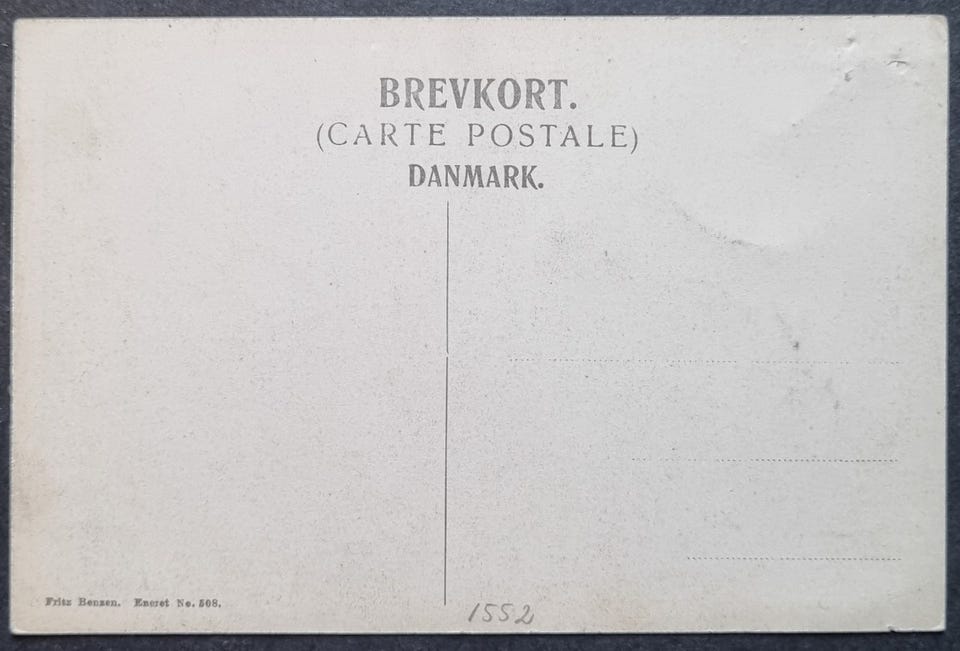 BREVKORT.
(CARTE POSTALE)
DANMARK.
Fritz Benzen. Eneret No. 508.
1552